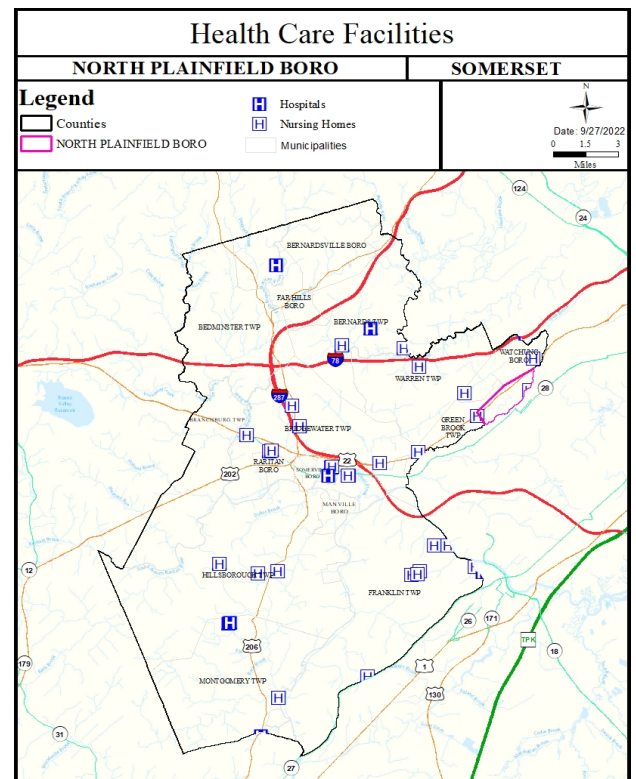 Health Care Facilities
NORTH PLAINFIELD BORO
SOMERSET
Legend
Counties
NORTH PLAINFIELD BORO
H Hospitals
H Nursing Homes
Municipalities
N
Date: 9/27/2022
0 1.5 3
Miles
124
24
BERNARDSVILLE BORO
H
FAR HILLS
BORO
BEDMINSTER TWP
BERNARDS TWP
78
WATCHUNG
BORO
WARREN TWP
28
287
GREEN
BROOK
TWP
BRANCHBURG TWP
BRIDGEWATER TWP
22
RARITAN
BORO
202
MANVILLE
BORO
12
HILLSBOROUGH TWP
FRANKLIN TWP
26
171
TPK
18
206
179
1
MONTGOMERY TWP
130
31
27